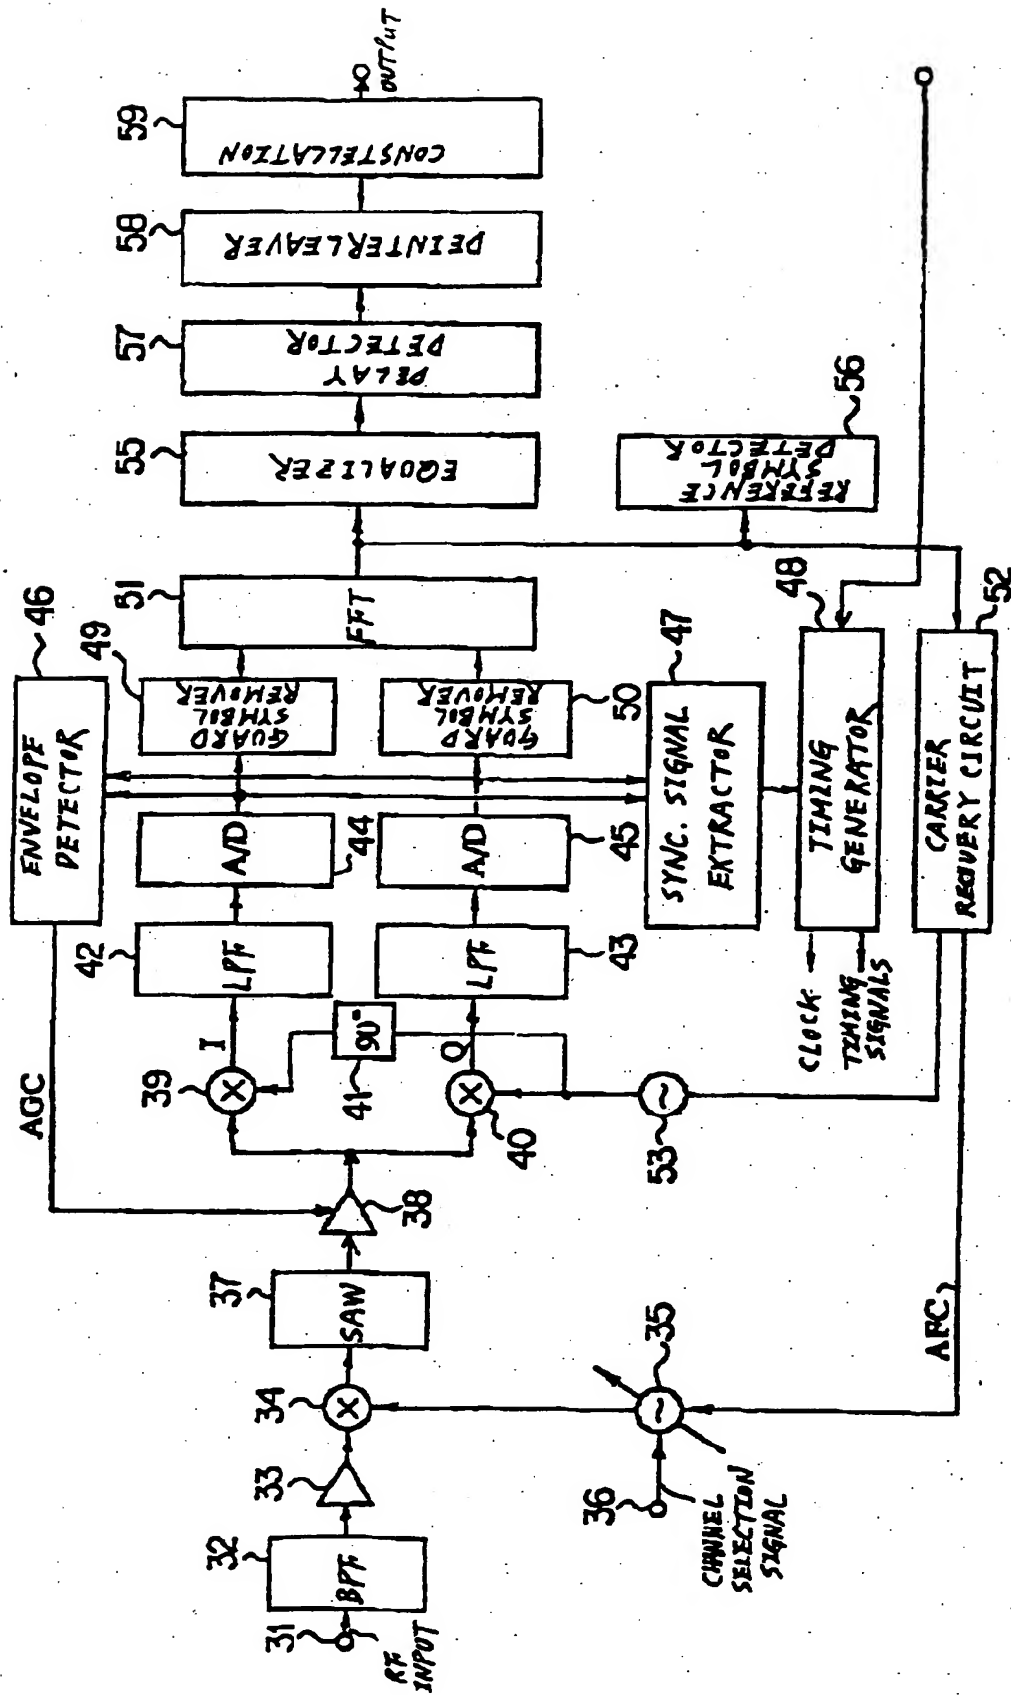 RF
INPUT
31
32
BPF
33
34
37
SAW
38
AGC
36
CHANNEL
SELECTION
SIGNAL
35
AFC
39
I
40
Q
41
90°
53
42
LPF
43
LPF
44
A/D
45
A/D
46
ENVELOPE
DETECTOR
49
GUARD
SYMBOL
REMOVER
50
GUARD
SYMBOL
REMOVER
47
SYNC. SIGNAL
EXTRACTOR
48
TIMING
GENERATOR
CLOCK
TIMING
SIGNALS
52
CARRIER
RECOVERY CIRCUIT
51
FFT
55
EQUALIZER
56
REFERENCE
SYMBOL
DETECTOR
57
DELAY
DETECTOR
58
DEINTERLEAVER
59
CONSTELLATION
OUTPUT